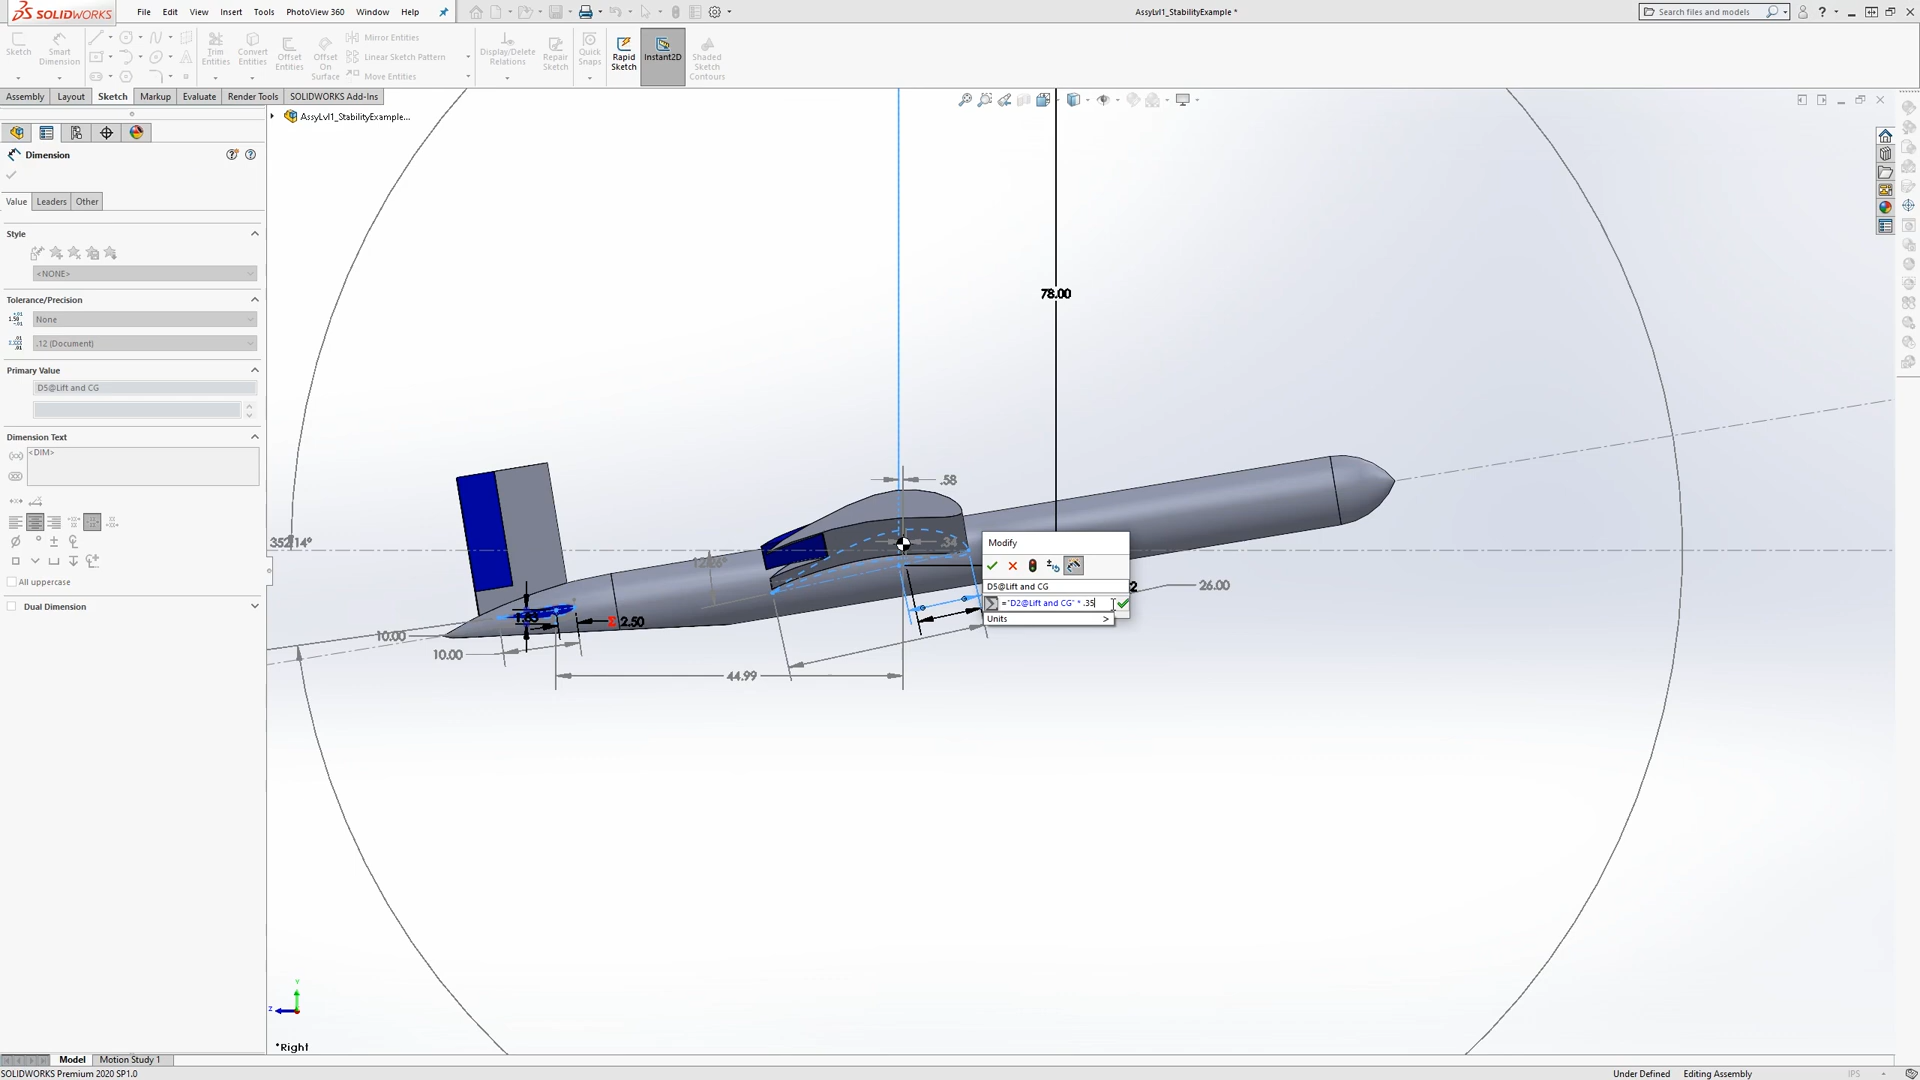 SOLIDWORKS
File Edit View Insert Tools PhotoView 360 Window Help
AssyLvl1_StabilityExample *
Search files and models
Sketch
Smart Dimension
Trim Entities
Convert Entities
Offset Entities
Offset On Surface
Mirror Entities
Linear Sketch Pattern
Move Entities
Display/Delete Relations
Repair Sketch
Quick Snaps
Rapid Sketch
Instant2D
Shaded Sketch Contours
Assembly Layout Sketch Markup Evaluate Render Tools SOLIDWORKS Add-Ins
AssyLvl1_StabilityExample...
Dimension
Value Leaders Other
Style
<NONE>
Tolerance/Precision
None
.12 (Document)
Primary Value
D5@Lift and CG
Dimension Text
<DIM>
All uppercase
Dual Dimension
78.00
.58
.34
352.14°
10.00
10.00
2.50
44.99
26.00
Modify
D5@Lift and CG
="D2@Lift and CG" * .35
Units >
Y
Z
*Right
Model Motion Study 1
SOLIDWORKS Premium 2020 SP1.0
Under Defined Editing Assembly IPS